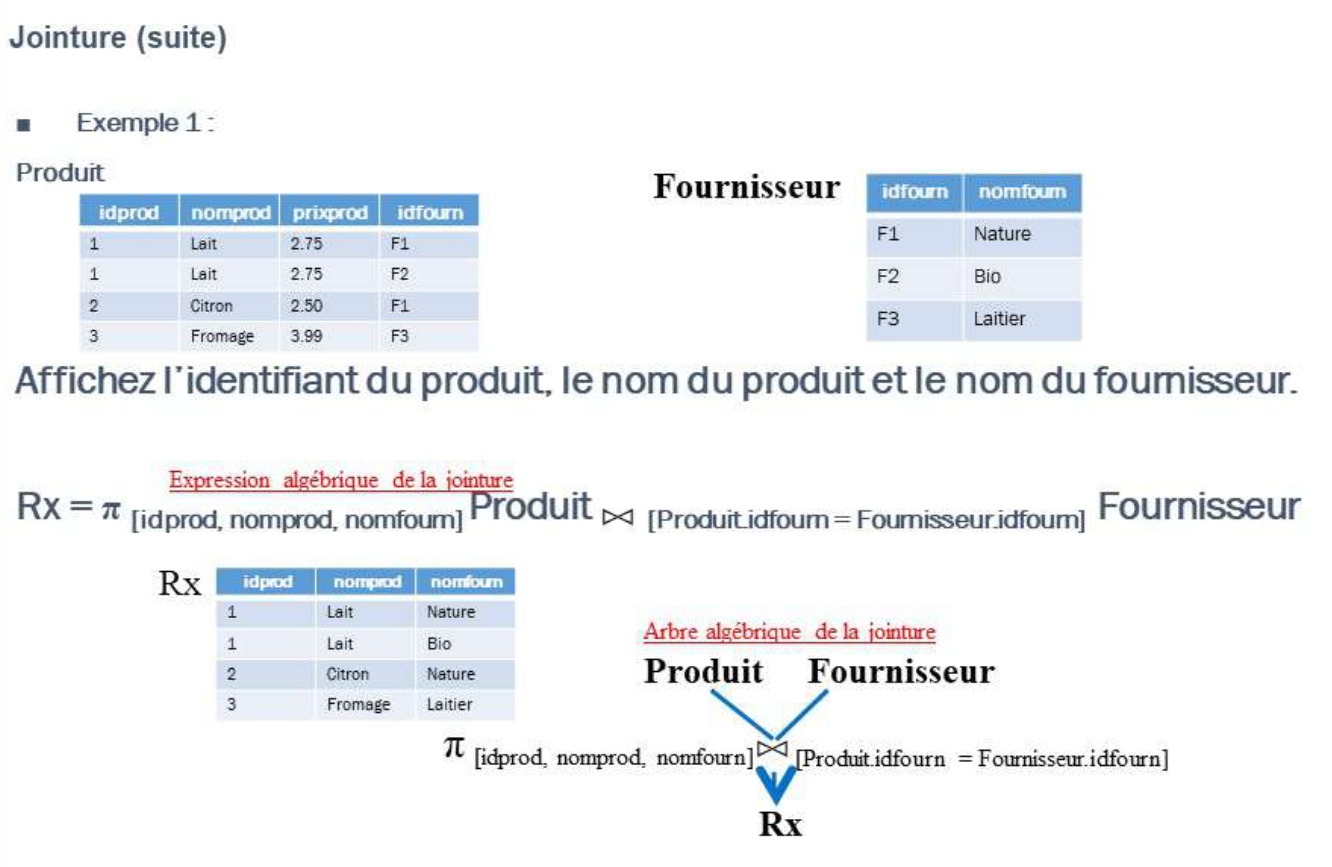 Jointure (suite)
■ Exemple 1 :
Produit
idprod nomprod prixprod idfourn
1 Lait 2.75 F1
1 Lait 2.75 F2
2 Citron 2.50 F1
3 Fromage 3.99 F3
Fournisseur
idfourn nomfourn
F1 Nature
F2 Bio
F3 Laitier
Affichez l'identifiant du produit, le nom du produit et le nom du fournisseur.
Expression algébrique de la jointure
Rx = π [idprod, nomprod, nomfourn] Produit ⋈ [Produit.idfourn = Fournisseur.idfourn] Fournisseur
Rx
idprod nomprod nomfourn
1 Lait Nature
1 Lait Bio
2 Citron Nature
3 Fromage Laitier
Arbre algébrique de la jointure
Produit Fournisseur
π [idprod, nomprod, nomfourn] ⋈ [Produit.idfourn = Fournisseur.idfourn]
Rx